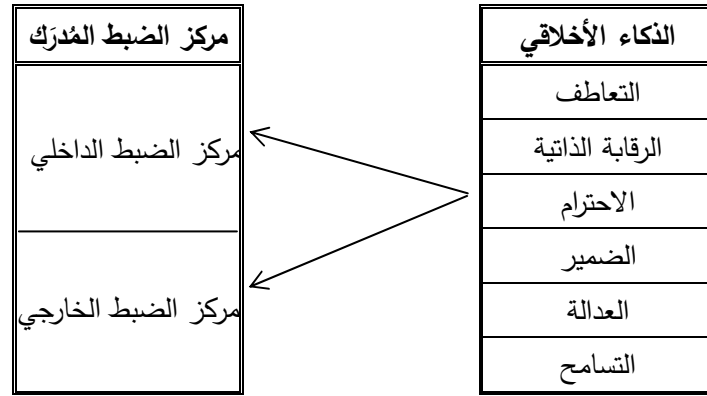 الذكاء الأخلاقي
التعاطف
الرقابة الذاتية
الاحترام
الضمير
العدالة
التسامح
مركز الضبط المُدرَك
مركز الضبط الداخلي
مركز الضبط الخارجي